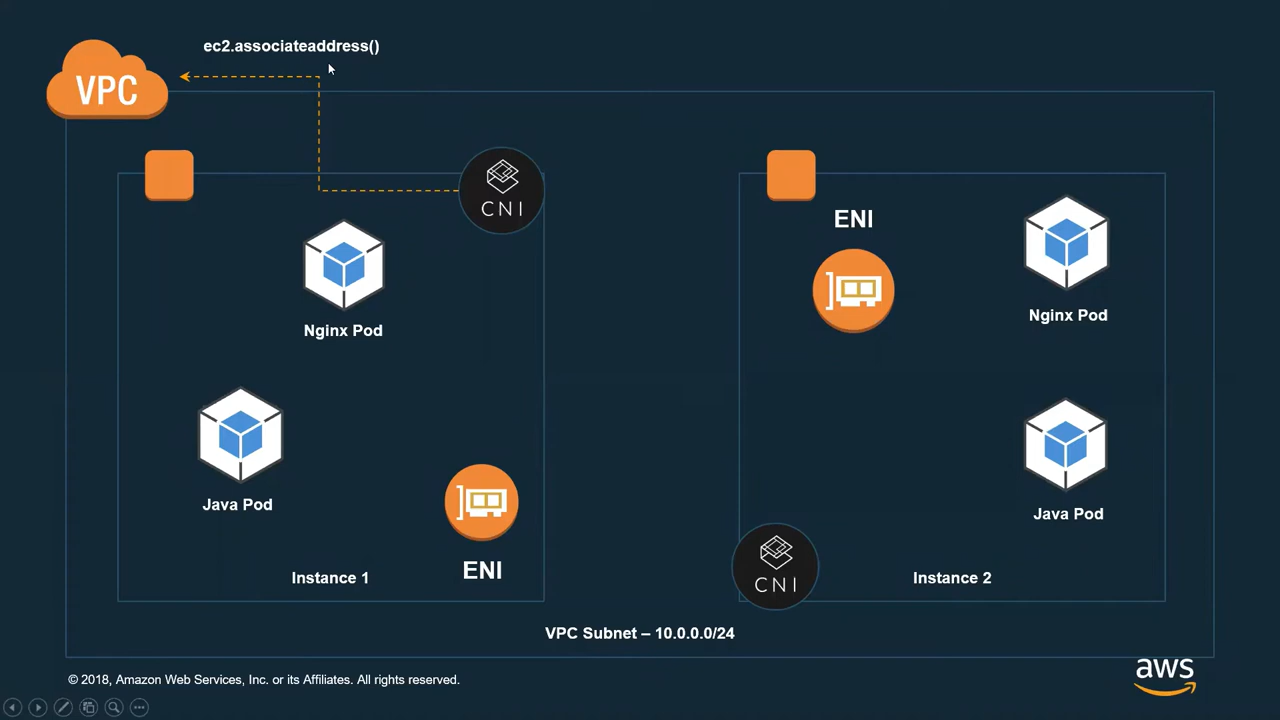 ec2.associateaddress()
VPC
CNI
Nginx Pod
Java Pod
ENI
Instance 1
ENI
Nginx Pod
Java Pod
CNI
Instance 2
VPC Subnet – 10.0.0.0/24
© 2018, Amazon Web Services, Inc. or its Affiliates. All rights reserved.
aws